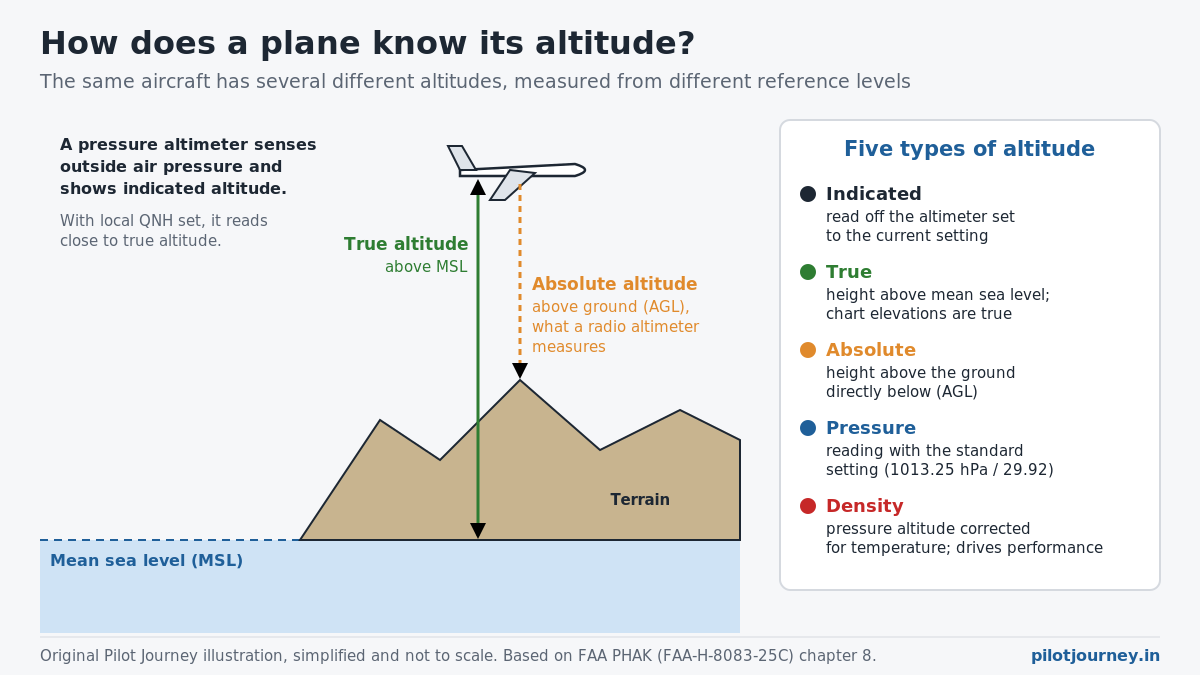 How does a plane know its altitude?
The same aircraft has several different altitudes, measured from different reference levels
A pressure altimeter senses
outside air pressure and
shows indicated altitude.
With local QNH set, it reads
close to true altitude.
True altitude
above MSL
Absolute altitude
above ground (AGL),
what a radio altimeter
measures
Terrain
Mean sea level (MSL)
Five types of altitude
Indicated
read off the altimeter set
to the current setting
True
height above mean sea level;
chart elevations are true
Absolute
height above the ground
directly below (AGL)
Pressure
reading with the standard
setting (1013.25 hPa / 29.92)
Density
pressure altitude corrected
for temperature; drives performance
Original Pilot Journey illustration, simplified and not to scale. Based on FAA PHAK (FAA-H-8083-25C) chapter 8.
pilotjourney.in